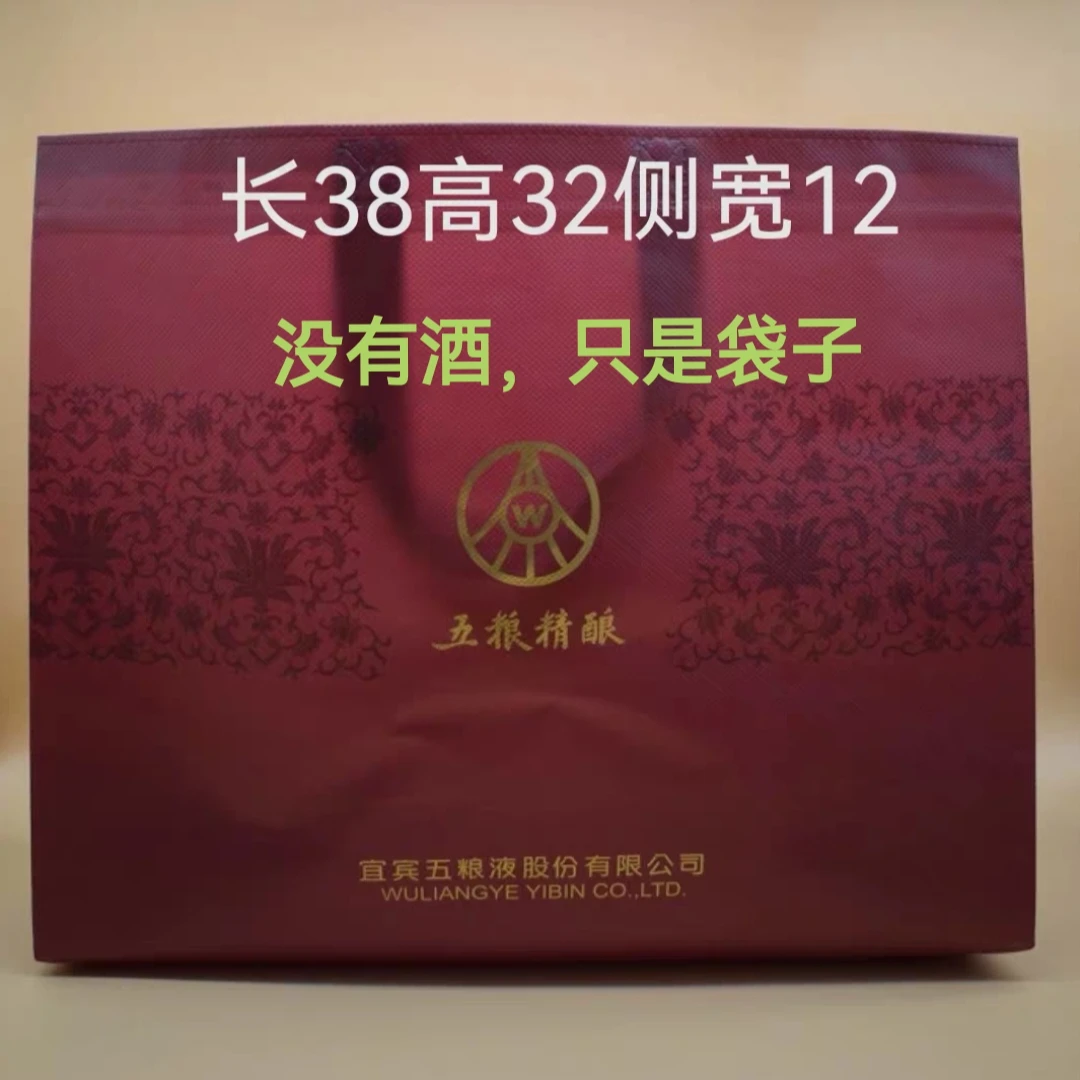 长38高32侧宽12
没有酒，只是袋子
W
五粮精酿
宜宾五粮液股份有限公司
WULIANGYE YIBIN CO.,LTD.